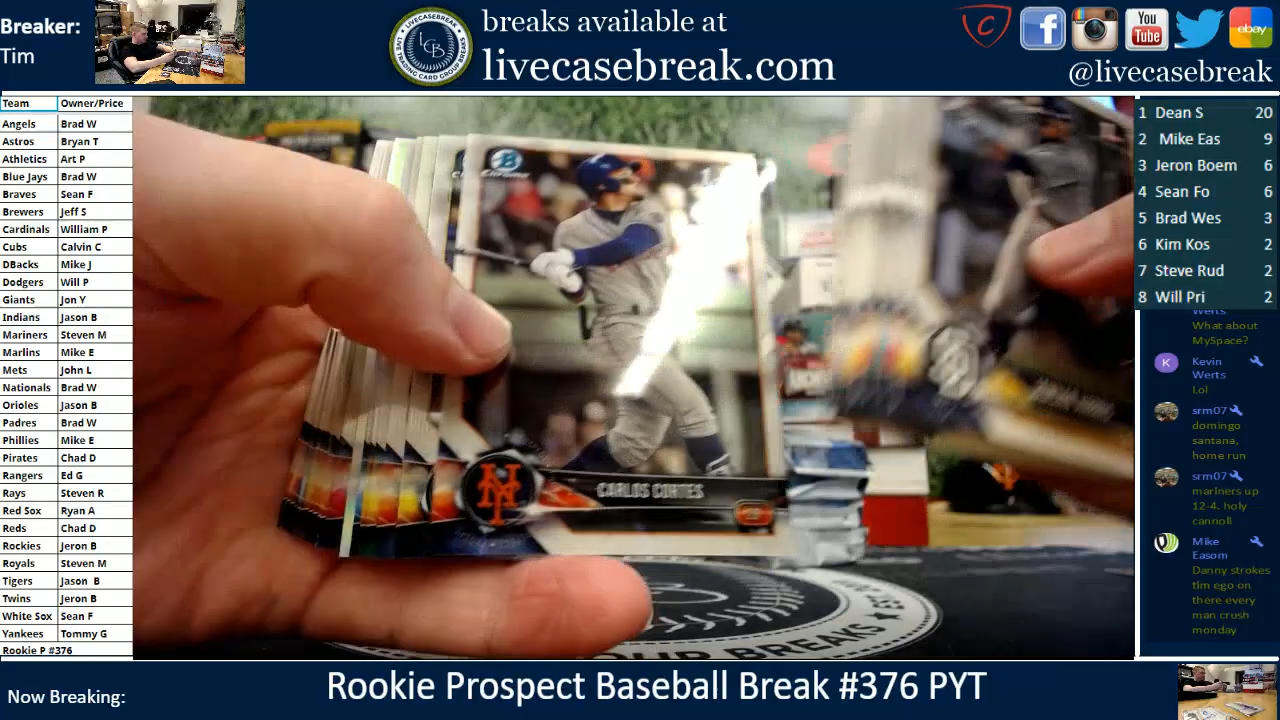 Breaker:
Tim
breaks available at
livecasebreak.com
You
Tube
ebay
@livecasebreak
Team Owner/Price
Angels Brad W
Astros Bryan T
Athletics Art P
Blue Jays Brad W
Braves Sean F
Brewers Jeff S
Cardinals William P
Cubs Calvin C
DBacks Mike J
Dodgers Will P
Giants Jon Y
Indians Jason B
Mariners Steven M
Marlins Mike E
Mets John L
Nationals Brad W
Orioles Jason B
Padres Brad W
Phillies Mike E
Pirates Chad D
Rangers Ed G
Rays Steven R
Red Sox Ryan A
Reds Chad D
Rockies Jeron B
Royals Steven M
Tigers Jason B
Twins Jeron B
White Sox Sean F
Yankees Tommy G
Rookie P #376
CARLOS CORTES
1 Dean S 20
2 Mike Eas 9
3 Jeron Boem 6
4 Sean Fo 6
5 Brad Wes 3
6 Kim Kos 2
7 Steve Rud 2
8 Will Pri 2
Werts
What about
MySpace?
K Kevin
Werts
Lol
srm07
domingo
santana,
home run
srm07
mariners up
12-4. holy
cannoli
Mike
Easom
Danny strokes
tim ego on
there every
man crush
monday
Now Breaking:
Rookie Prospect Baseball Break #376 PYT